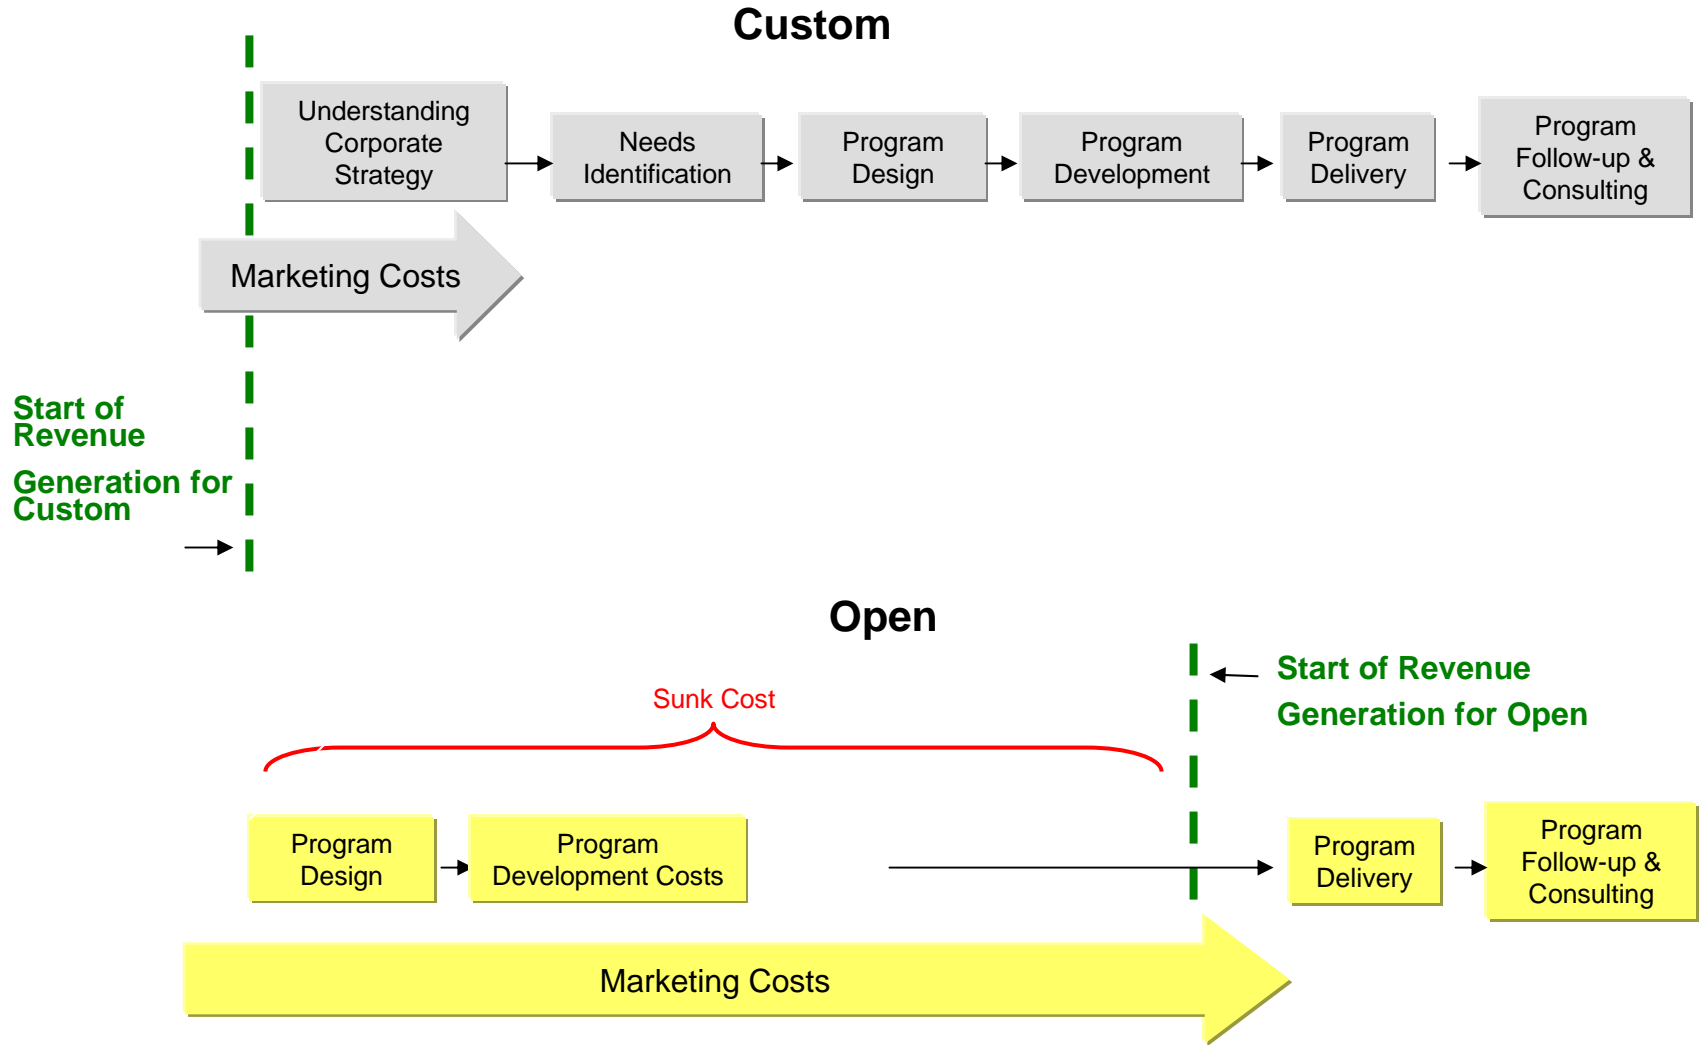 Custom
Understanding
Corporate
Strategy
Needs
Identification
Program
Design
Program
Development
Program
Delivery
Program
Follow-up &
Consulting
Marketing Costs
Start of
Revenue
Generation for
Custom
Open
Start of Revenue
Generation for Open
Sunk Cost
Program
Design
Program
Development Costs
Program
Delivery
Program
Follow-up &
Consulting
Marketing Costs